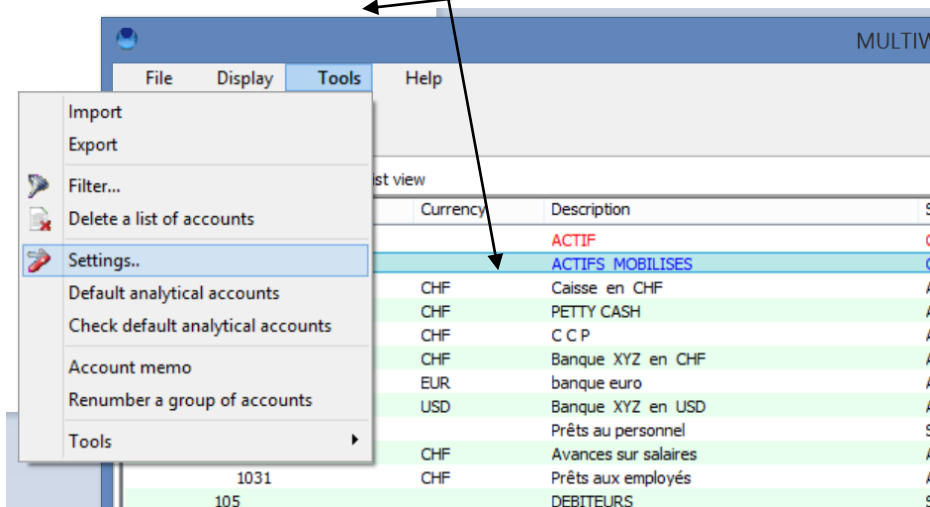 MULTIW
File Display Tools Help
Import
Export
Filter...
Delete a list of accounts
Settings..
Default analytical accounts
Check default analytical accounts
Account memo
Renumber a group of accounts
Tools
st view
Currency Description S
ACTIF
ACTIFS MOBILISES
CHF Caisse en CHF
CHF PETTY CASH
CHF C C P
CHF Banque XYZ en CHF
EUR banque euro
USD Banque XYZ en USD
Prêts au personnel S
CHF Avances sur salaires
1031 CHF Prêts aux employés
105 DEBITEURS S